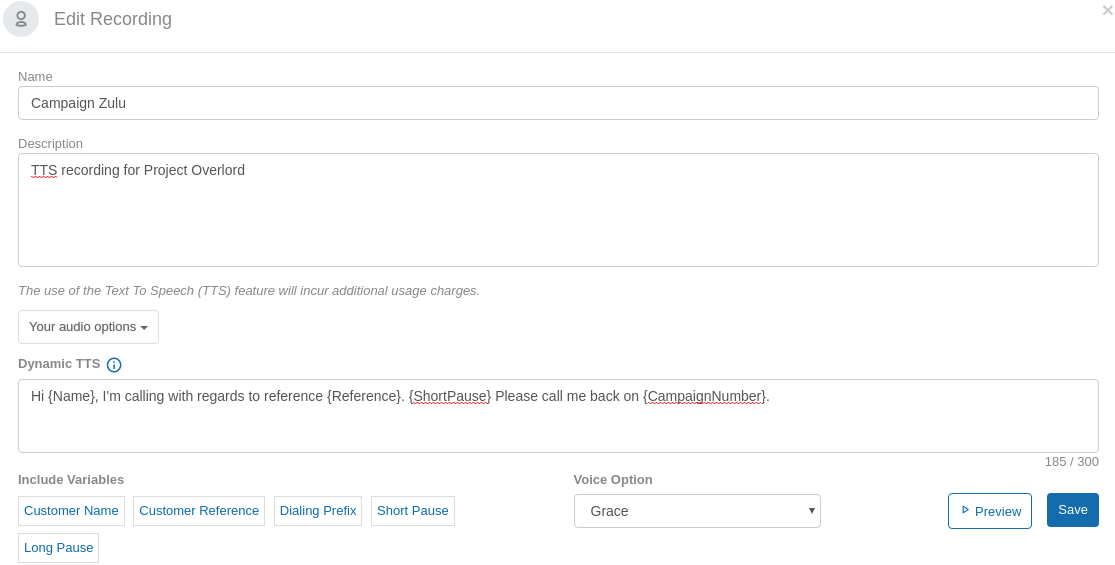 Edit Recording
×
Name
Campaign Zulu
Description
TTS recording for Project Overlord
The use of the Text To Speech (TTS) feature will incur additional usage charges.
Your audio options
Dynamic TTS
Hi {Name}, I'm calling with regards to reference {Reference}. {ShortPause} Please call me back on {CampaignNumber}.
185 / 300
Include Variables
Customer Name Customer Reference Dialing Prefix Short Pause
Long Pause
Voice Option
Grace
Preview
Save